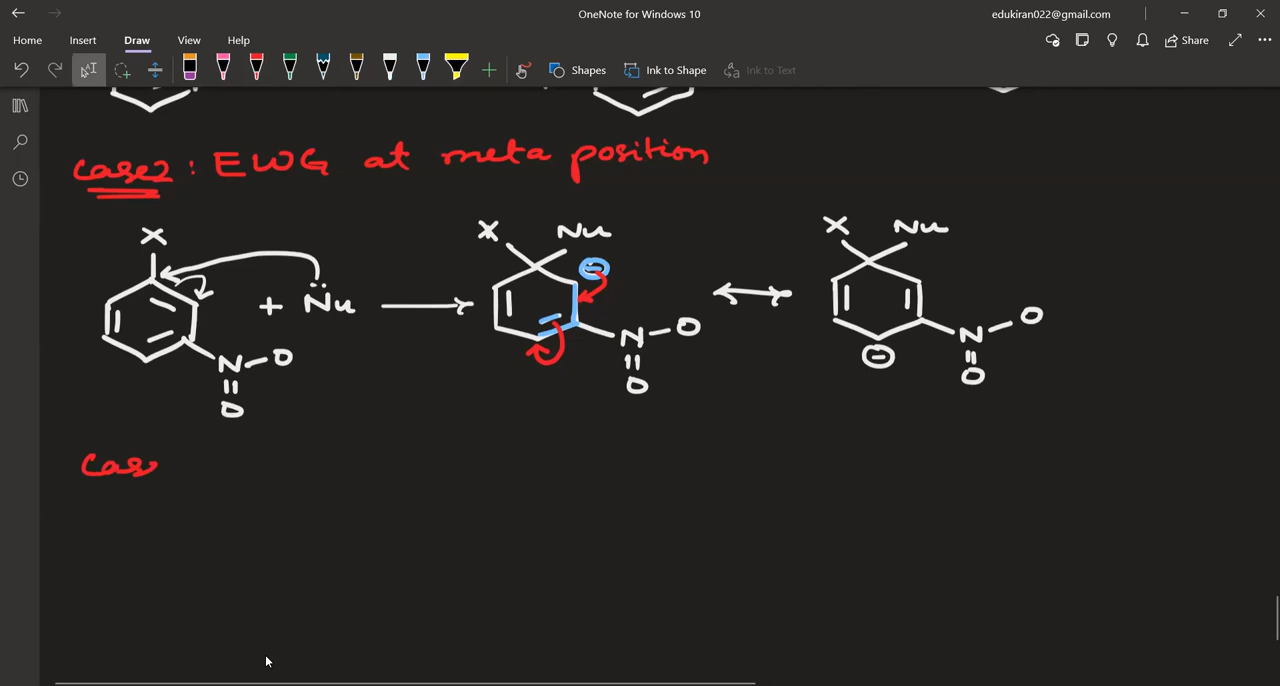 OneNote for Windows 10
edukiran022@gmail.com
Home Insert Draw View Help
Shapes Ink to Shape Ink to Text Share
Case2 : EWG at meta position
X X Nu X Nu
+ Nu
N O N O N O
O O O
Cas